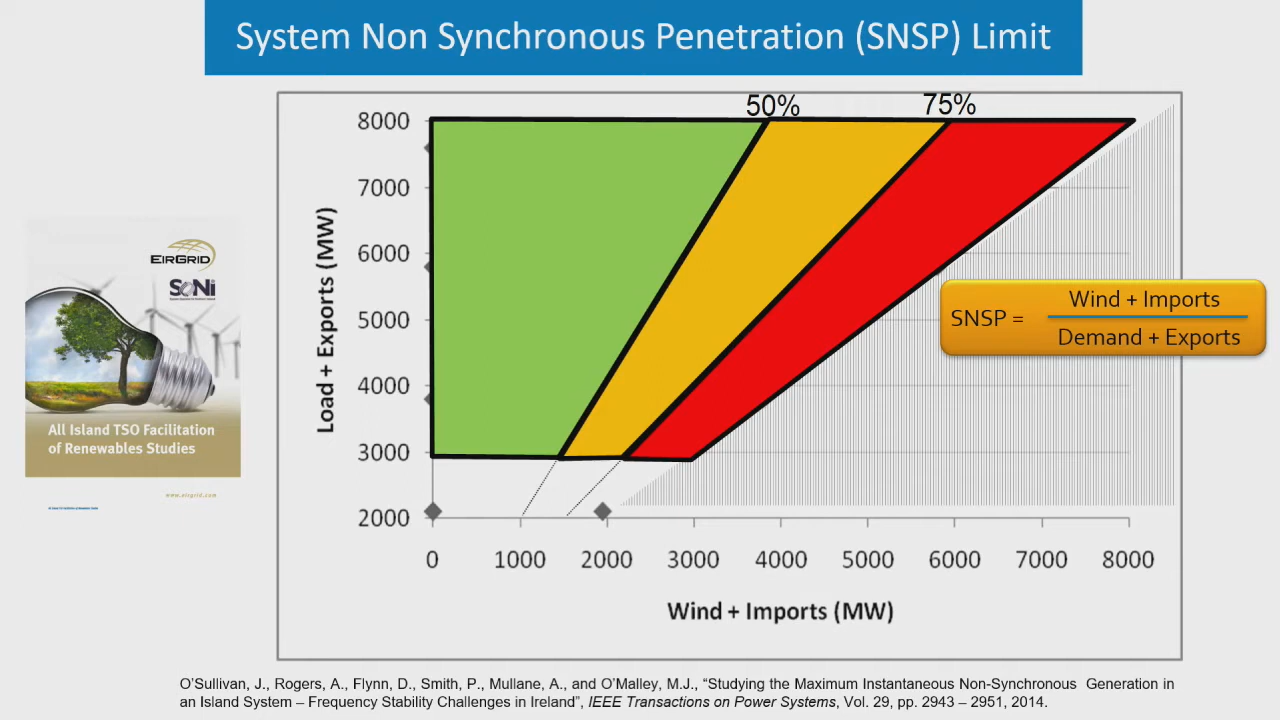 System Non Synchronous Penetration (SNSP) Limit
50%
75%
8000
7000
6000
5000
4000
3000
2000
Load + Exports (MW)
0
1000
2000
3000
4000
5000
6000
7000
8000
Wind + Imports (MW)
SNSP =
Wind + Imports
Demand + Exports
EIRGRID
SONI
All Island TSO Facilitation
of Renewables Studies
www.eirgrid.com
O'Sullivan, J., Rogers, A., Flynn, D., Smith, P., Mullane, A., and O'Malley, M.J., "Studying the Maximum Instantaneous Non-Synchronous Generation in
an Island System – Frequency Stability Challenges in Ireland", IEEE Transactions on Power Systems, Vol. 29, pp. 2943 – 2951, 2014.